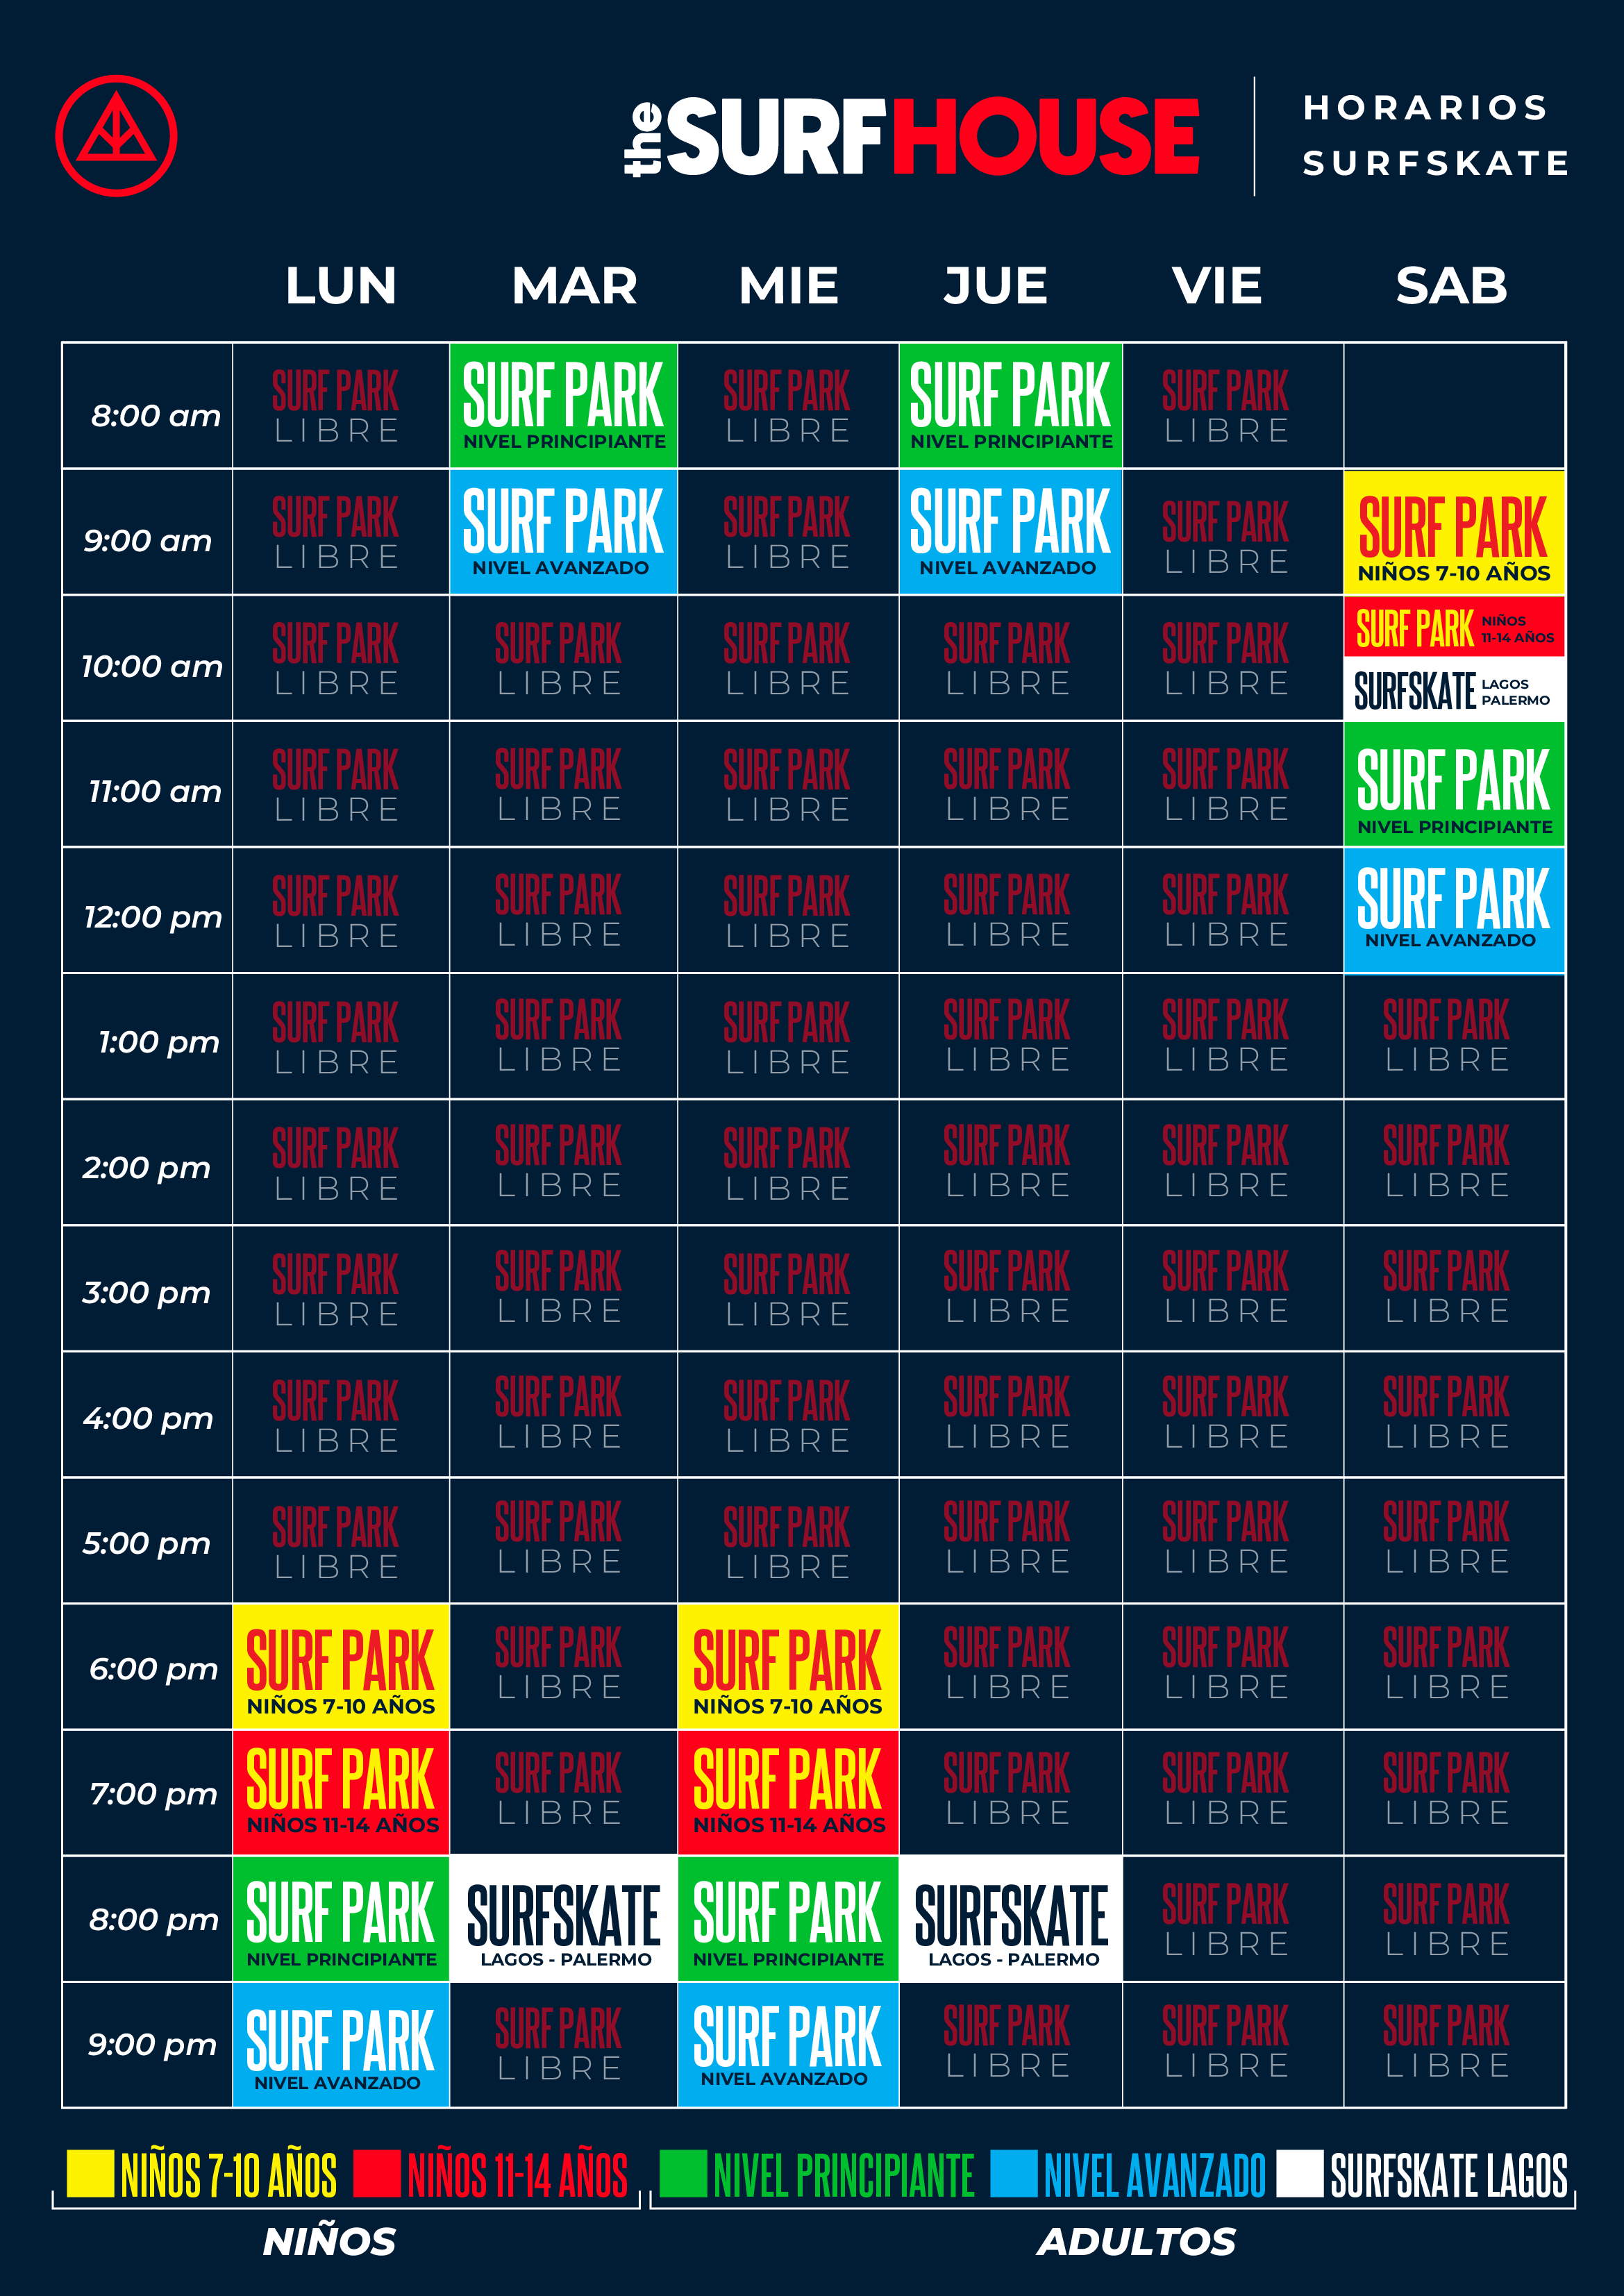 the SURFHOUSE
HORARIOS
SURFSKATE
LUN MAR MIE JUE VIE SAB
8:00 am
SURF PARK SURF PARK SURF PARK SURF PARK SURF PARK
LIBRE NIVEL PRINCIPIANTE LIBRE NIVEL PRINCIPIANTE LIBRE
9:00 am
SURF PARK SURF PARK SURF PARK SURF PARK SURF PARK SURF PARK
LIBRE NIVEL AVANZADO LIBRE NIVEL AVANZADO LIBRE NIÑOS 7-10 AÑOS
10:00 am
SURF PARK SURF PARK SURF PARK SURF PARK SURF PARK SURF PARK NIÑOS
11-14 AÑOS
LIBRE LIBRE LIBRE LIBRE LIBRE SURFSKATE LAGOS
PALERMO
11:00 am
SURF PARK SURF PARK SURF PARK SURF PARK SURF PARK SURF PARK
LIBRE LIBRE LIBRE LIBRE LIBRE NIVEL PRINCIPIANTE
12:00 pm
SURF PARK SURF PARK SURF PARK SURF PARK SURF PARK SURF PARK
LIBRE LIBRE LIBRE LIBRE LIBRE NIVEL AVANZADO
1:00 pm
SURF PARK SURF PARK SURF PARK SURF PARK SURF PARK SURF PARK
LIBRE LIBRE LIBRE LIBRE LIBRE LIBRE
2:00 pm
SURF PARK SURF PARK SURF PARK SURF PARK SURF PARK SURF PARK
LIBRE LIBRE LIBRE LIBRE LIBRE LIBRE
3:00 pm
SURF PARK SURF PARK SURF PARK SURF PARK SURF PARK SURF PARK
LIBRE LIBRE LIBRE LIBRE LIBRE LIBRE
4:00 pm
SURF PARK SURF PARK SURF PARK SURF PARK SURF PARK SURF PARK
LIBRE LIBRE LIBRE LIBRE LIBRE LIBRE
5:00 pm
SURF PARK SURF PARK SURF PARK SURF PARK SURF PARK SURF PARK
LIBRE LIBRE LIBRE LIBRE LIBRE LIBRE
6:00 pm
SURF PARK SURF PARK SURF PARK SURF PARK SURF PARK SURF PARK
NIÑOS 7-10 AÑOS LIBRE NIÑOS 7-10 AÑOS LIBRE LIBRE LIBRE
7:00 pm
SURF PARK SURF PARK SURF PARK SURF PARK SURF PARK SURF PARK
NIÑOS 11-14 AÑOS LIBRE NIÑOS 11-14 AÑOS LIBRE LIBRE LIBRE
8:00 pm
SURF PARK SURFSKATE SURF PARK SURFSKATE SURF PARK SURF PARK
NIVEL PRINCIPIANTE LAGOS - PALERMO NIVEL PRINCIPIANTE LAGOS - PALERMO LIBRE LIBRE
9:00 pm
SURF PARK SURF PARK SURF PARK SURF PARK SURF PARK SURF PARK
NIVEL AVANZADO LIBRE NIVEL AVANZADO LIBRE LIBRE LIBRE
NIÑOS 7-10 AÑOS NIÑOS 11-14 AÑOS NIVEL PRINCIPIANTE NIVEL AVANZADO SURFSKATE LAGOS
NIÑOS ADULTOS